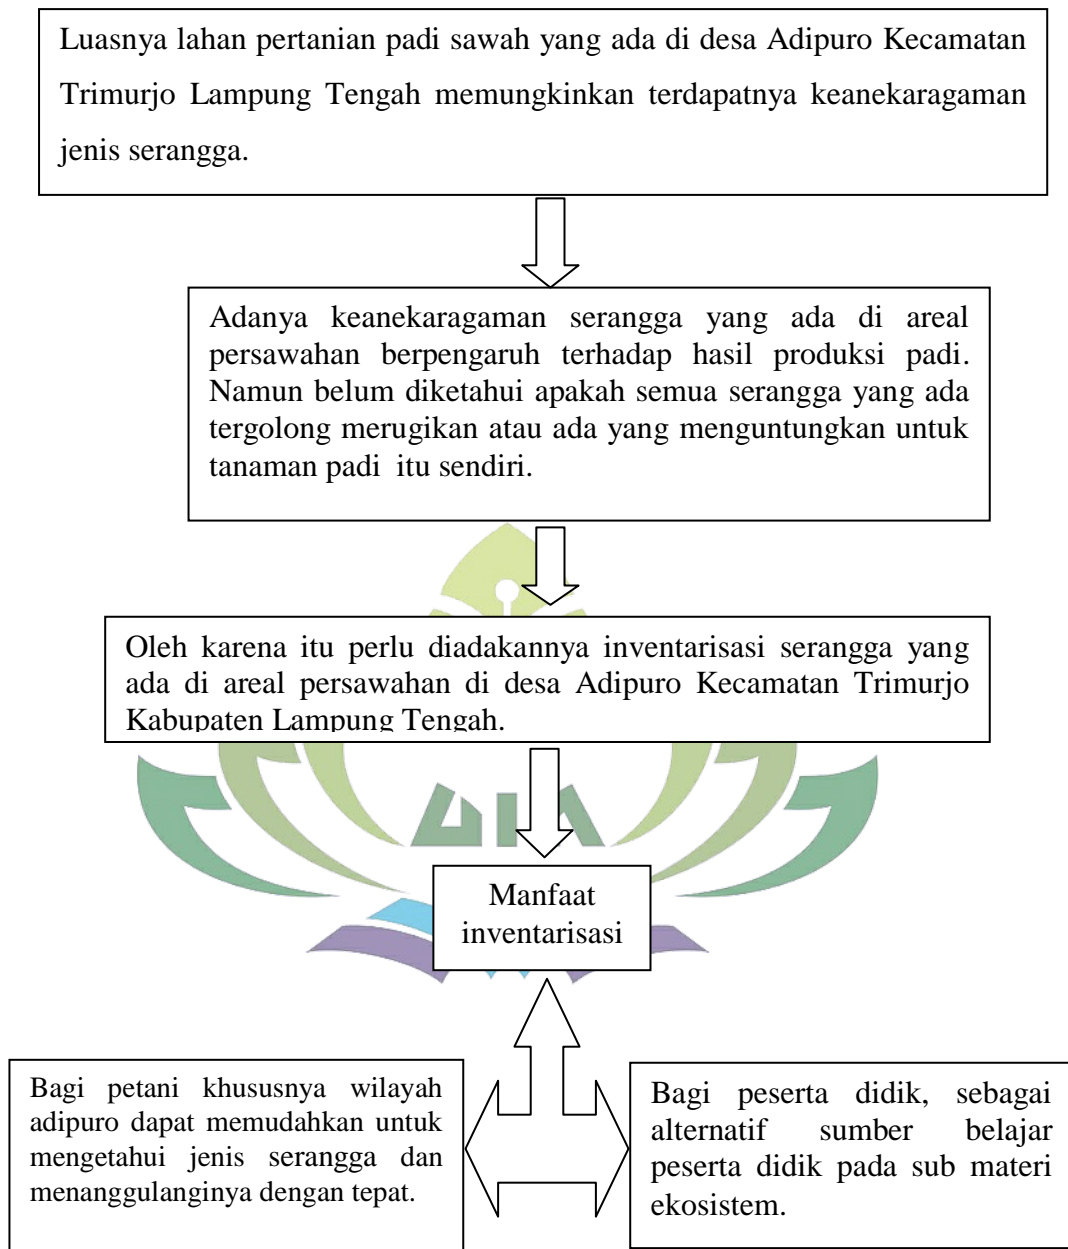 Luasnya lahan pertanian padi sawah yang ada di desa Adipuro Kecamatan
Trimurjo Lampung Tengah memungkinkan terdapatnya keanekaragaman
jenis serangga.
Adanya keanekaragaman serangga yang ada di areal
persawahan berpengaruh terhadap hasil produksi padi.
Namun belum diketahui apakah semua serangga yang ada
tergolong merugikan atau ada yang menguntungkan untuk
tanaman padi itu sendiri.
Oleh karena itu perlu diadakannya inventarisasi serangga yang
ada di areal persawahan di desa Adipuro Kecamatan Trimurjo
Kabupaten Lampung Tengah.
Manfaat
inventarisasi
Bagi petani khususnya wilayah
adipuro dapat memudahkan untuk
mengetahui jenis serangga dan
menanggulanginya dengan tepat.
Bagi peserta didik, sebagai
alternatif sumber belajar
peserta didik pada sub materi
ekosistem.